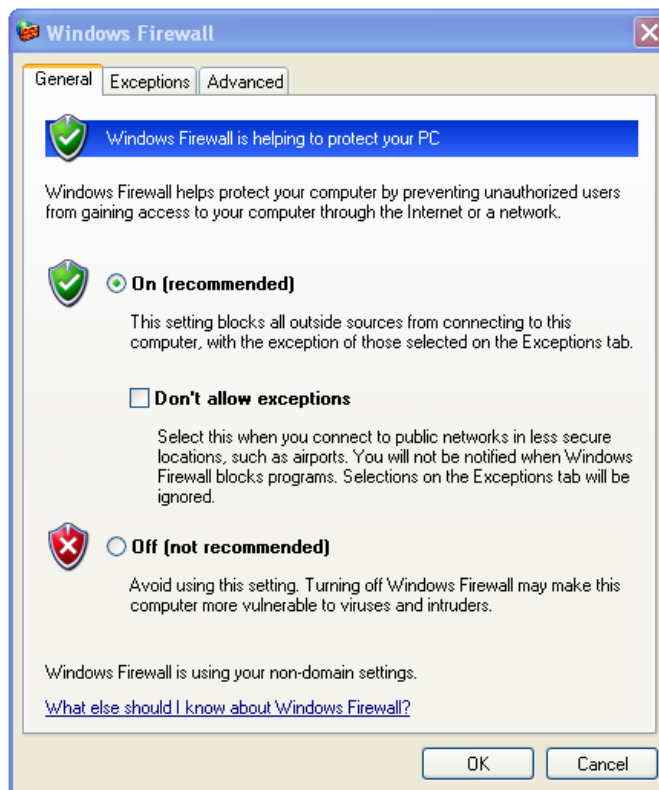 Windows Firewall
General
Exceptions
Advanced
Windows Firewall is helping to protect your PC
Windows Firewall helps protect your computer by preventing unauthorized users
from gaining access to your computer through the Internet or a network.
On (recommended)
This setting blocks all outside sources from connecting to this
computer, with the exception of those selected on the Exceptions tab.
Don't allow exceptions
Select this when you connect to public networks in less secure
locations, such as airports. You will not be notified when Windows
Firewall blocks programs. Selections on the Exceptions tab will be
ignored.
Off (not recommended)
Avoid using this setting. Turning off Windows Firewall may make this
computer more vulnerable to viruses and intruders.
Windows Firewall is using your non-domain settings.
What else should I know about Windows Firewall?
OK
Cancel